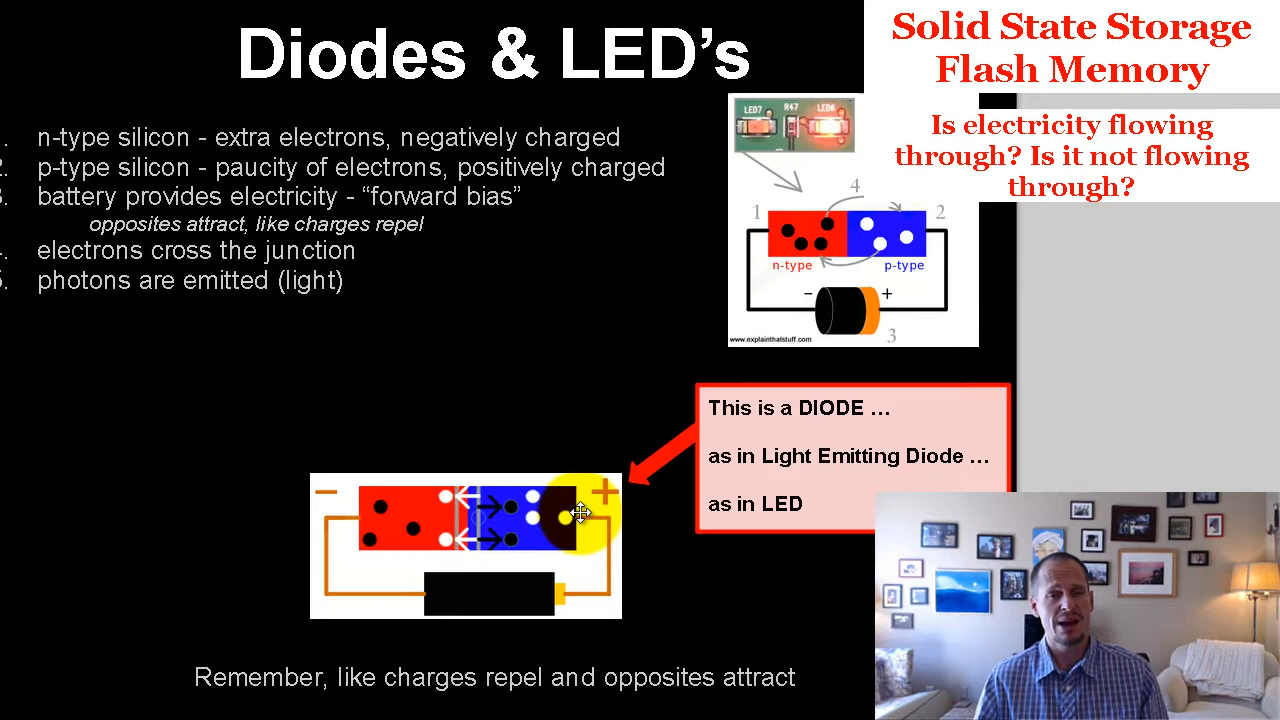 Diodes & LED's
Solid State Storage
Flash Memory
Is electricity flowing
through? Is it not flowing
through?
. n-type silicon - extra electrons, negatively charged
. p-type silicon - paucity of electrons, positively charged
. battery provides electricity - “forward bias”
opposites attract, like charges repel
. electrons cross the junction
. photons are emitted (light)
LED7 R47 LED6
4
1 2
n-type p-type
− +
3
www.explainthatstuff.com
This is a DIODE …
as in Light Emitting Diode …
as in LED
− +
Remember, like charges repel and opposites attract